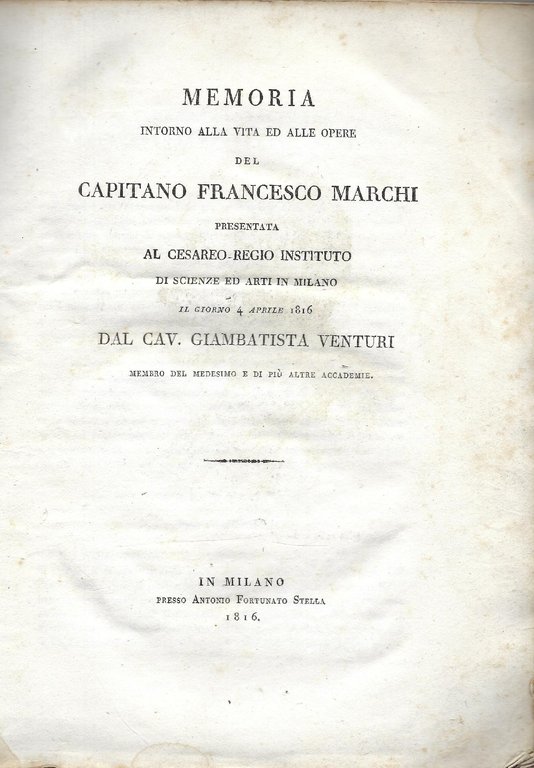 MEMORIA
INTORNO ALLA VITA ED ALLE OPERE
DEL
CAPITANO FRANCESCO MARCHI
PRESENTATA
AL CESAREO-REGIO INSTITUTO
DI SCIENZE ED ARTI IN MILANO
IL GIORNO 4 APRILE 1816
DAL CAV. GIAMBATISTA VENTURI
MEMBRO DEL MEDESIMO E DI PIÙ ALTRE ACCADEMIE.
IN MILANO
PRESSO ANTONIO FORTUNATO STELLA
1816.